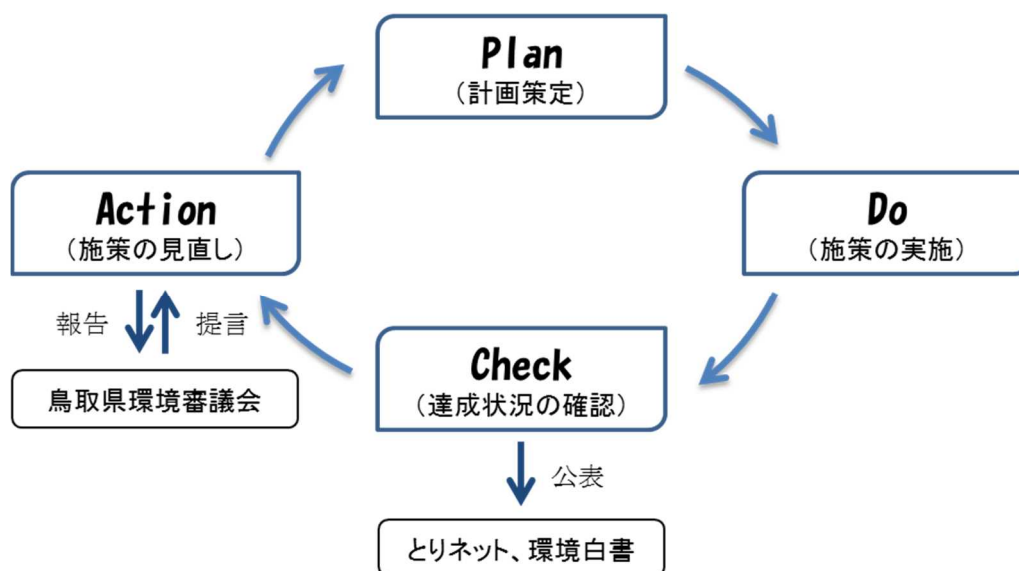 Plan
（計画策定）
Action
（施策の見直し）
Do
（施策の実施）
報告
提言
鳥取県環境審議会
Check
（達成状況の確認）
公表
とりネット、環境白書